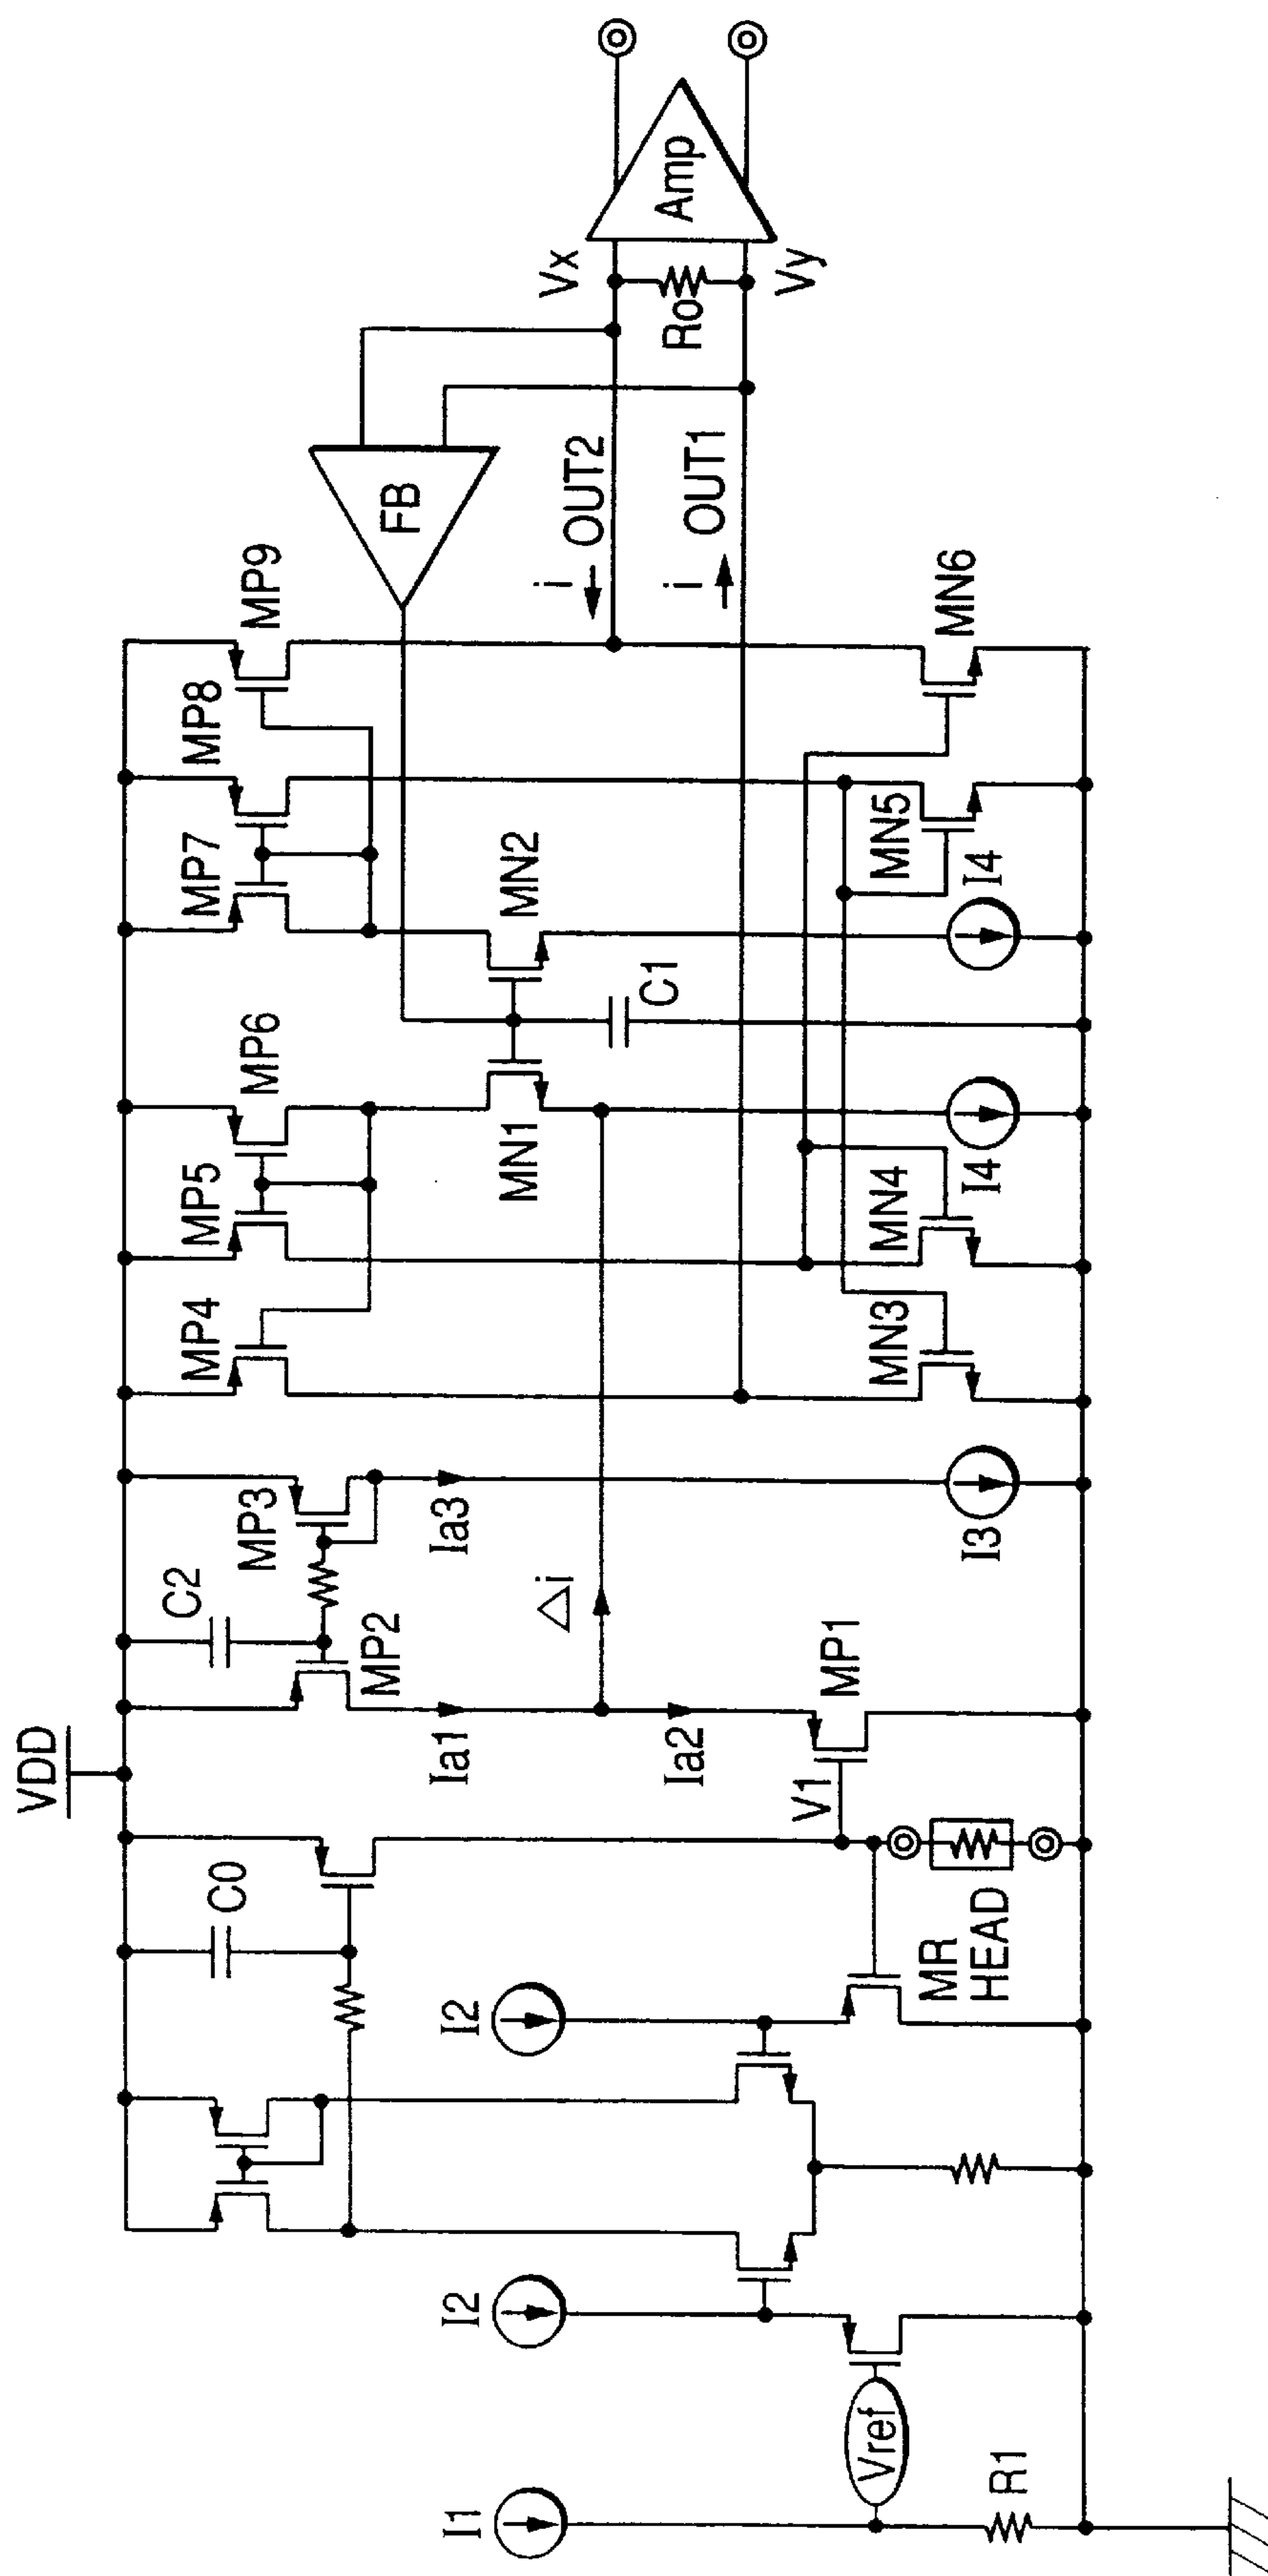 VDD
C0
C2
MP3
MP2
MP4
MP5
MP6
MP7
MP8
MP9
FB
I1
I2
I2
Ia1
Ia3
Δi
Ia2
MN1
MN2
C1
i
OUT2
i
OUT1
Vx
Ro
Vy
Amp
Vref
R1
MR
HEAD
V1
MP1
I3
MN3
MN4
I4
MN5
I4
MN6